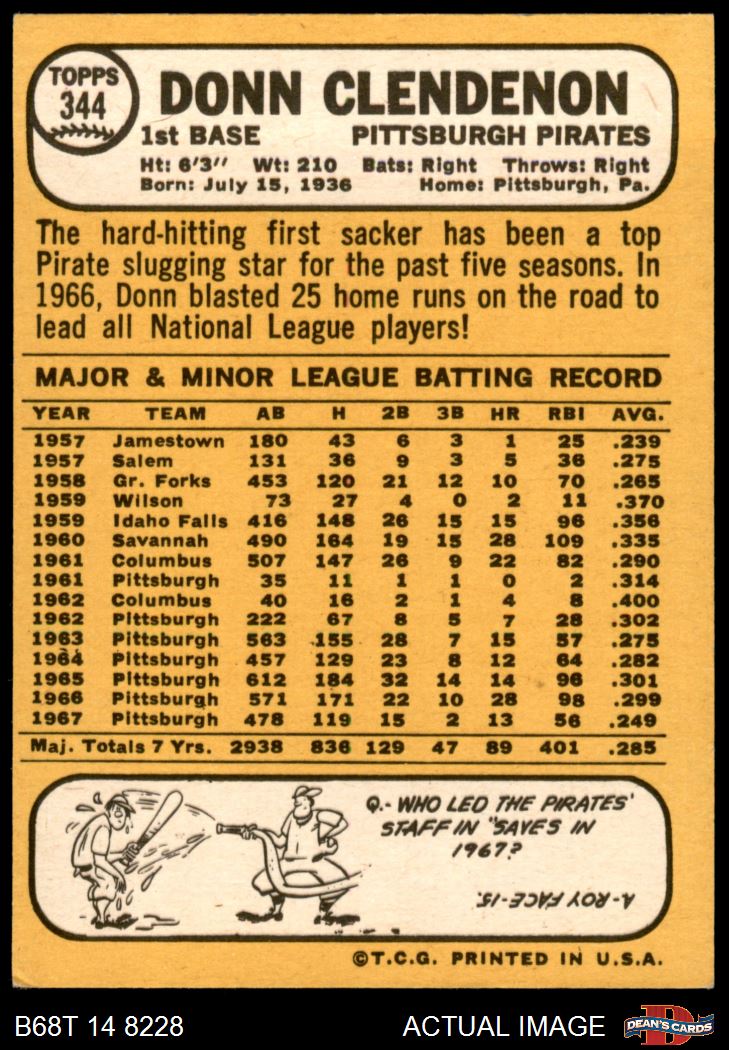 TOPPS
344
DONN CLENDENON
1st BASE PITTSBURGH PIRATES
Ht: 6'3" Wt: 210 Bats: Right Throws: Right
Born: July 15, 1936 Home: Pittsburgh, Pa.
The hard-hitting first sacker has been a top
Pirate slugging star for the past five seasons. In
1966, Donn blasted 25 home runs on the road to
lead all National League players!
MAJOR & MINOR LEAGUE BATTING RECORD
YEAR TEAM AB H 2B 3B HR RBI AVG.
1957 Jamestown 180 43 6 3 1 25 .239
1957 Salem 131 36 9 3 5 36 .275
1958 Gr. Forks 453 120 21 12 10 70 .265
1959 Wilson 73 27 4 0 2 11 .370
1959 Idaho Falls 416 148 26 15 15 96 .356
1960 Savannah 490 164 19 15 28 109 .335
1961 Columbus 507 147 26 9 22 82 .290
1961 Pittsburgh 35 11 1 1 0 2 .314
1962 Columbus 40 16 2 1 4 8 .400
1962 Pittsburgh 222 67 8 5 7 28 .302
1963 Pittsburgh 563 155 28 7 15 57 .275
1964 Pittsburgh 457 129 23 8 12 64 .282
1965 Pittsburgh 612 184 32 14 14 96 .301
1966 Pittsburgh 571 171 22 10 28 98 .299
1967 Pittsburgh 478 119 15 2 13 56 .249
Maj. Totals 7 Yrs. 2938 836 129 47 89 401 .285
Q.- WHO LED THE PIRATES'
STAFF IN "SAVES IN
1967?
A- ROY FACE-15.
©T.C.G. PRINTED IN U.S.A.
B68T 14 8228 ACTUAL IMAGE
D
DEAN'S CARDS